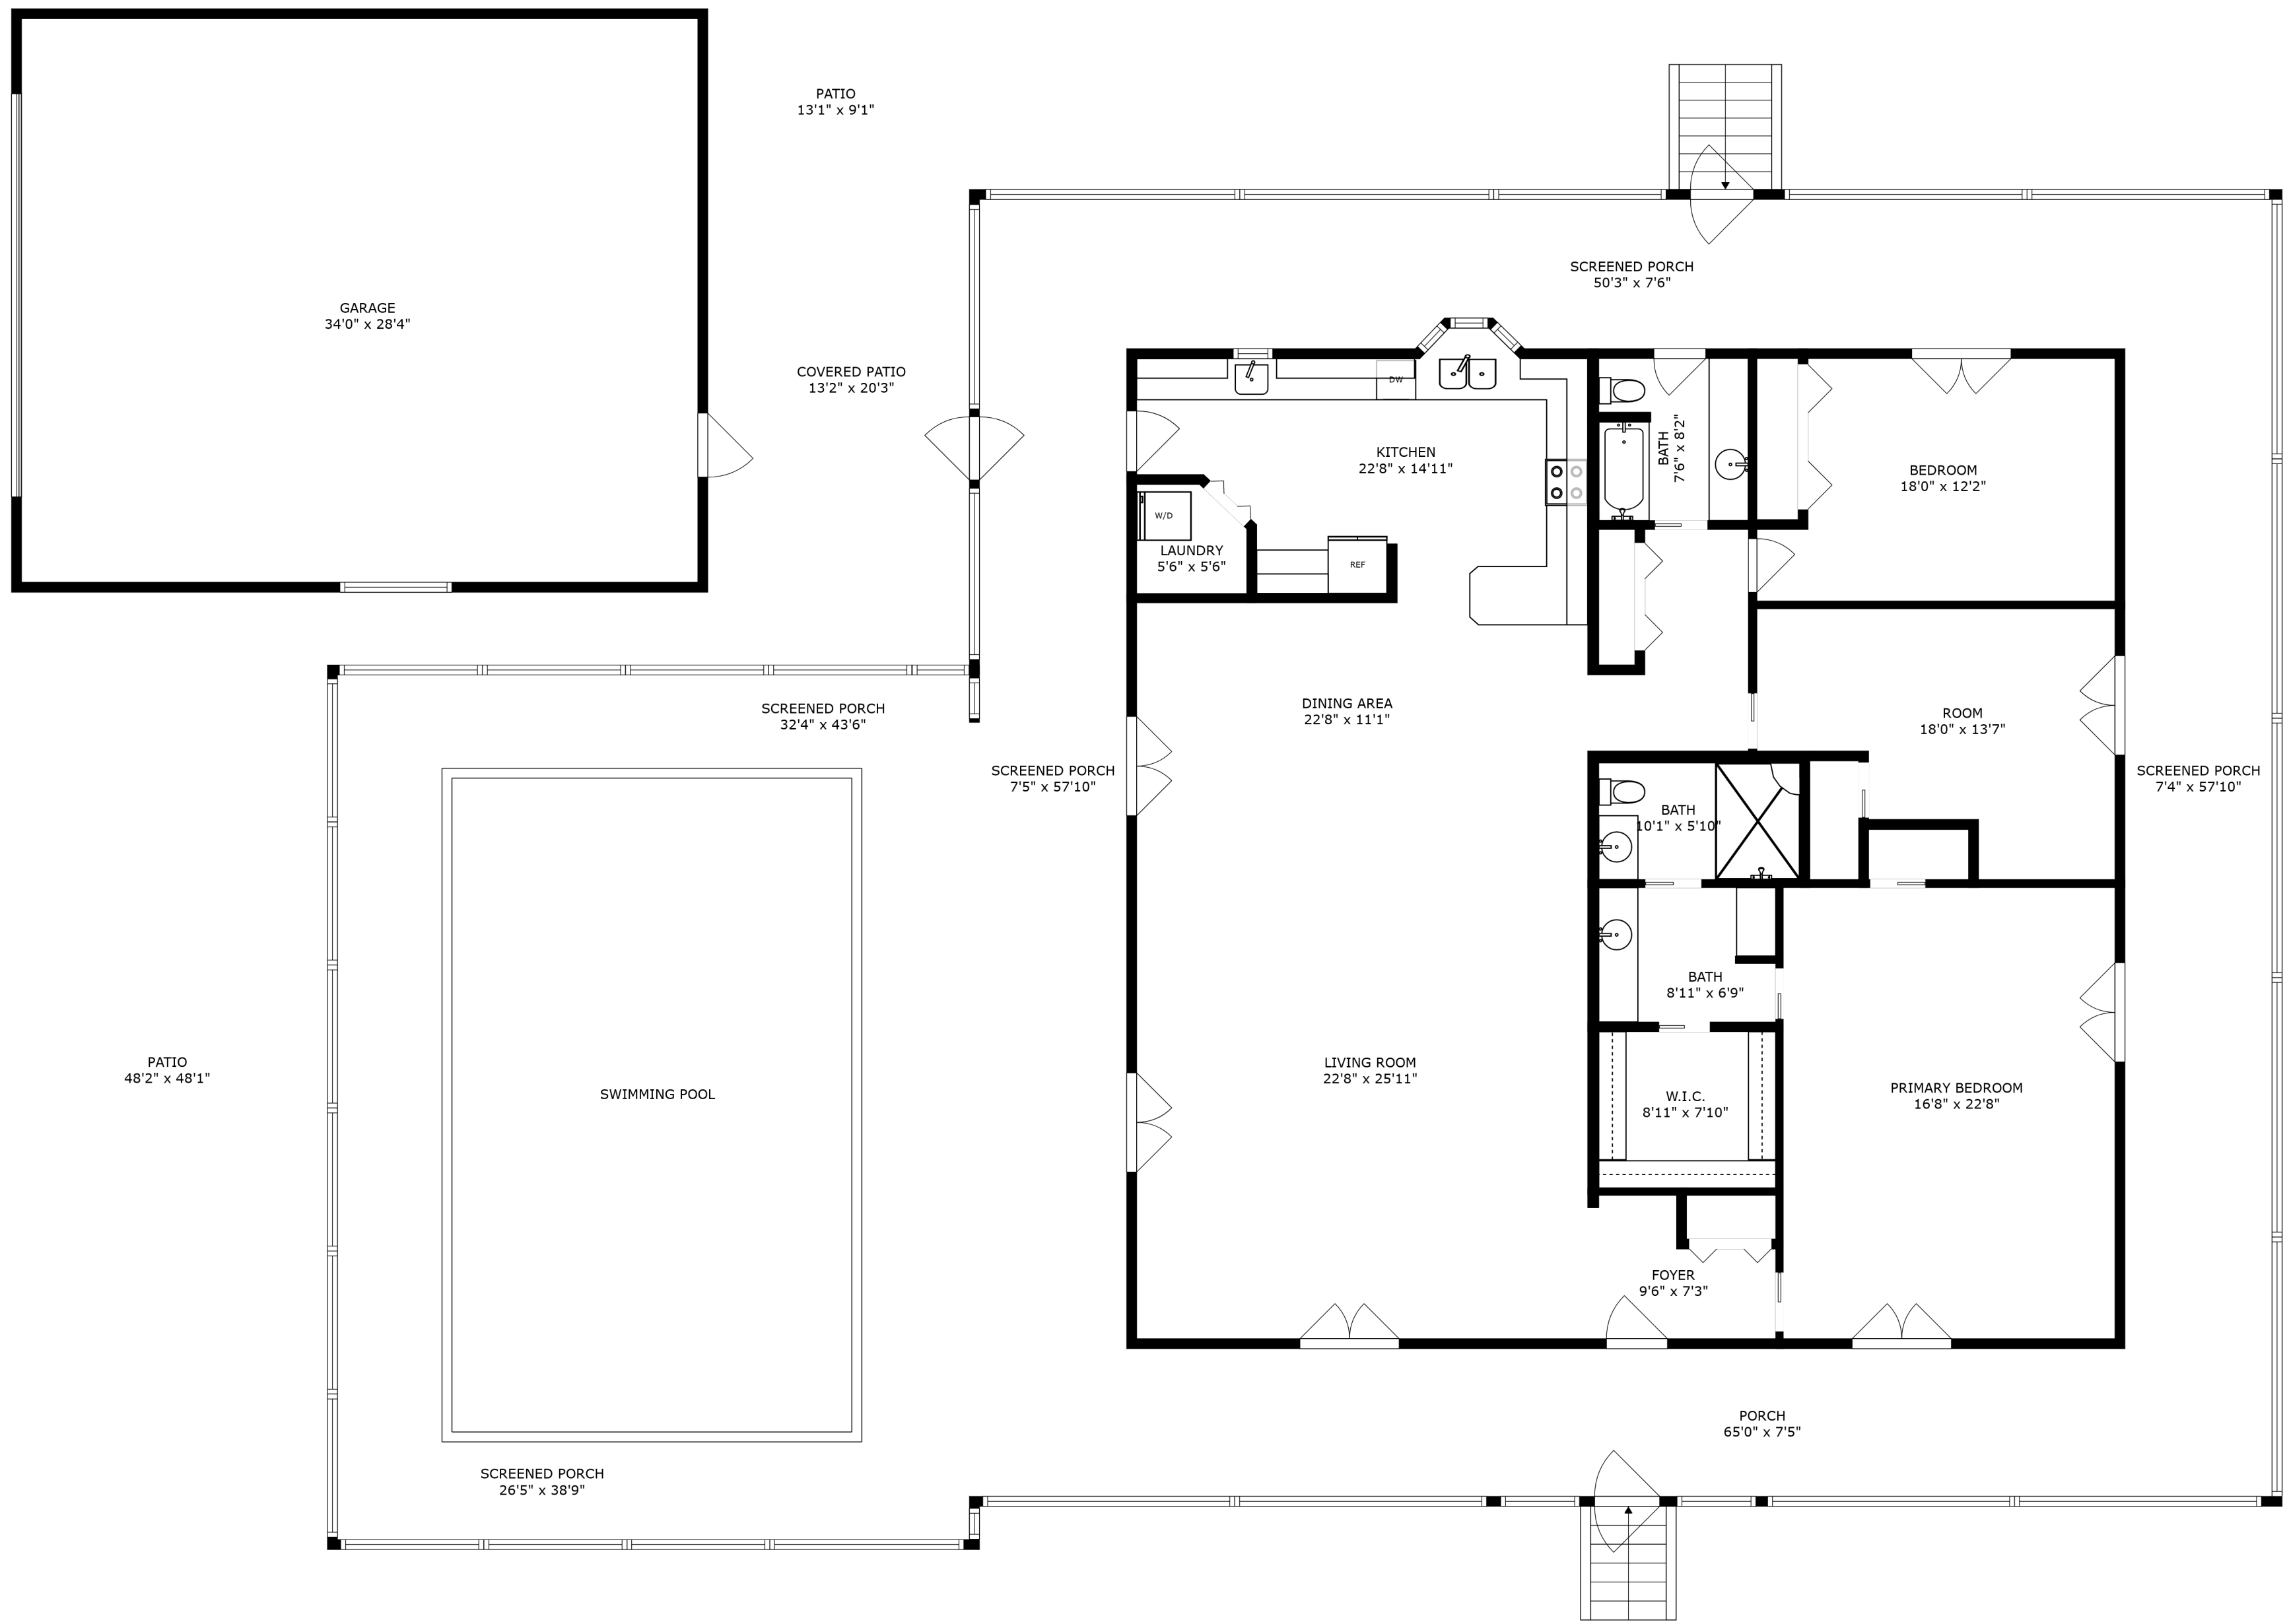 PATIO
13'1" x 9'1"
SCREENED PORCH
50'3" x 7'6"
GARAGE
34'0" x 28'4"
COVERED PATIO
13'2" x 20'3"
DW
KITCHEN
22'8" x 14'11"
BATH
7'6" x 8'2"
BEDROOM
18'0" x 12'2"
W/D
LAUNDRY
5'6" x 5'6"
REF
SCREENED PORCH
32'4" x 43'6"
DINING AREA
22'8" x 11'1"
ROOM
18'0" x 13'7"
SCREENED PORCH
7'5" x 57'10"
SCREENED PORCH
7'4" x 57'10"
BATH
10'1" x 5'10"
BATH
8'11" x 6'9"
PATIO
48'2" x 48'1"
SWIMMING POOL
LIVING ROOM
22'8" x 25'11"
W.I.C.
8'11" x 7'10"
PRIMARY BEDROOM
16'8" x 22'8"
FOYER
9'6" x 7'3"
PORCH
65'0" x 7'5"
SCREENED PORCH
26'5" x 38'9"